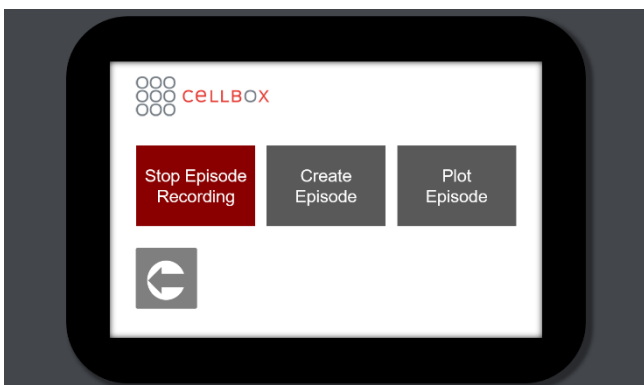 CELLBOX
Stop Episode
Recording
Create
Episode
Plot
Episode